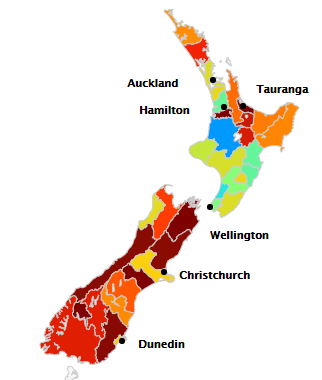 Auckland
Tauranga
Hamilton
Wellington
Christchurch
Dunedin